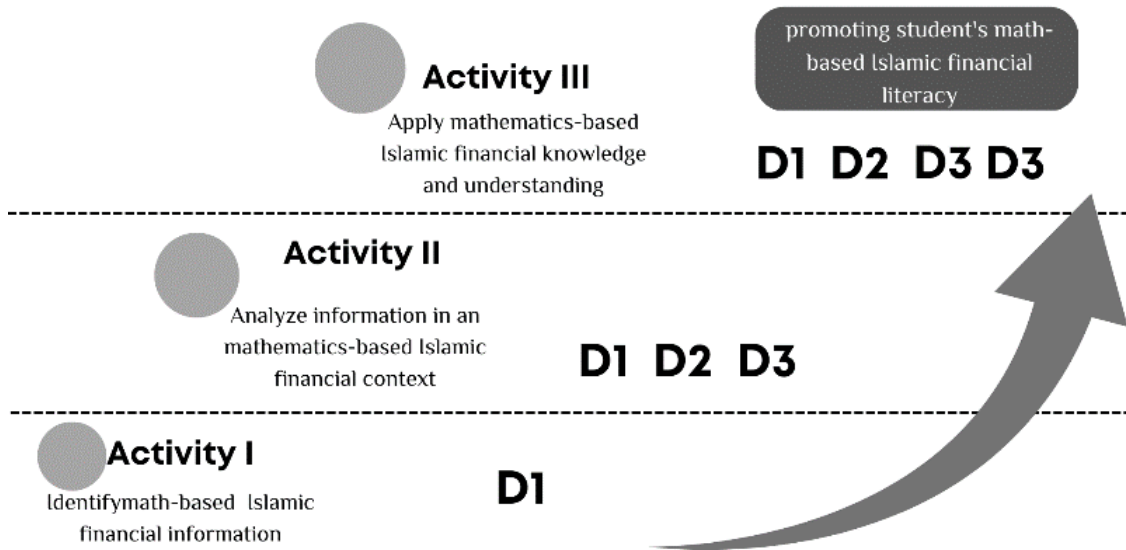 promoting student's math-
based Islamic financial
literacy
Activity III
Apply mathematics-based
Islamic financial knowledge
and understanding
D1 D2 D3 D3
Activity II
Analyze information in an
mathematics-based Islamic
financial context
D1 D2 D3
Activity I
Identifymath-based Islamic
financial information
D1